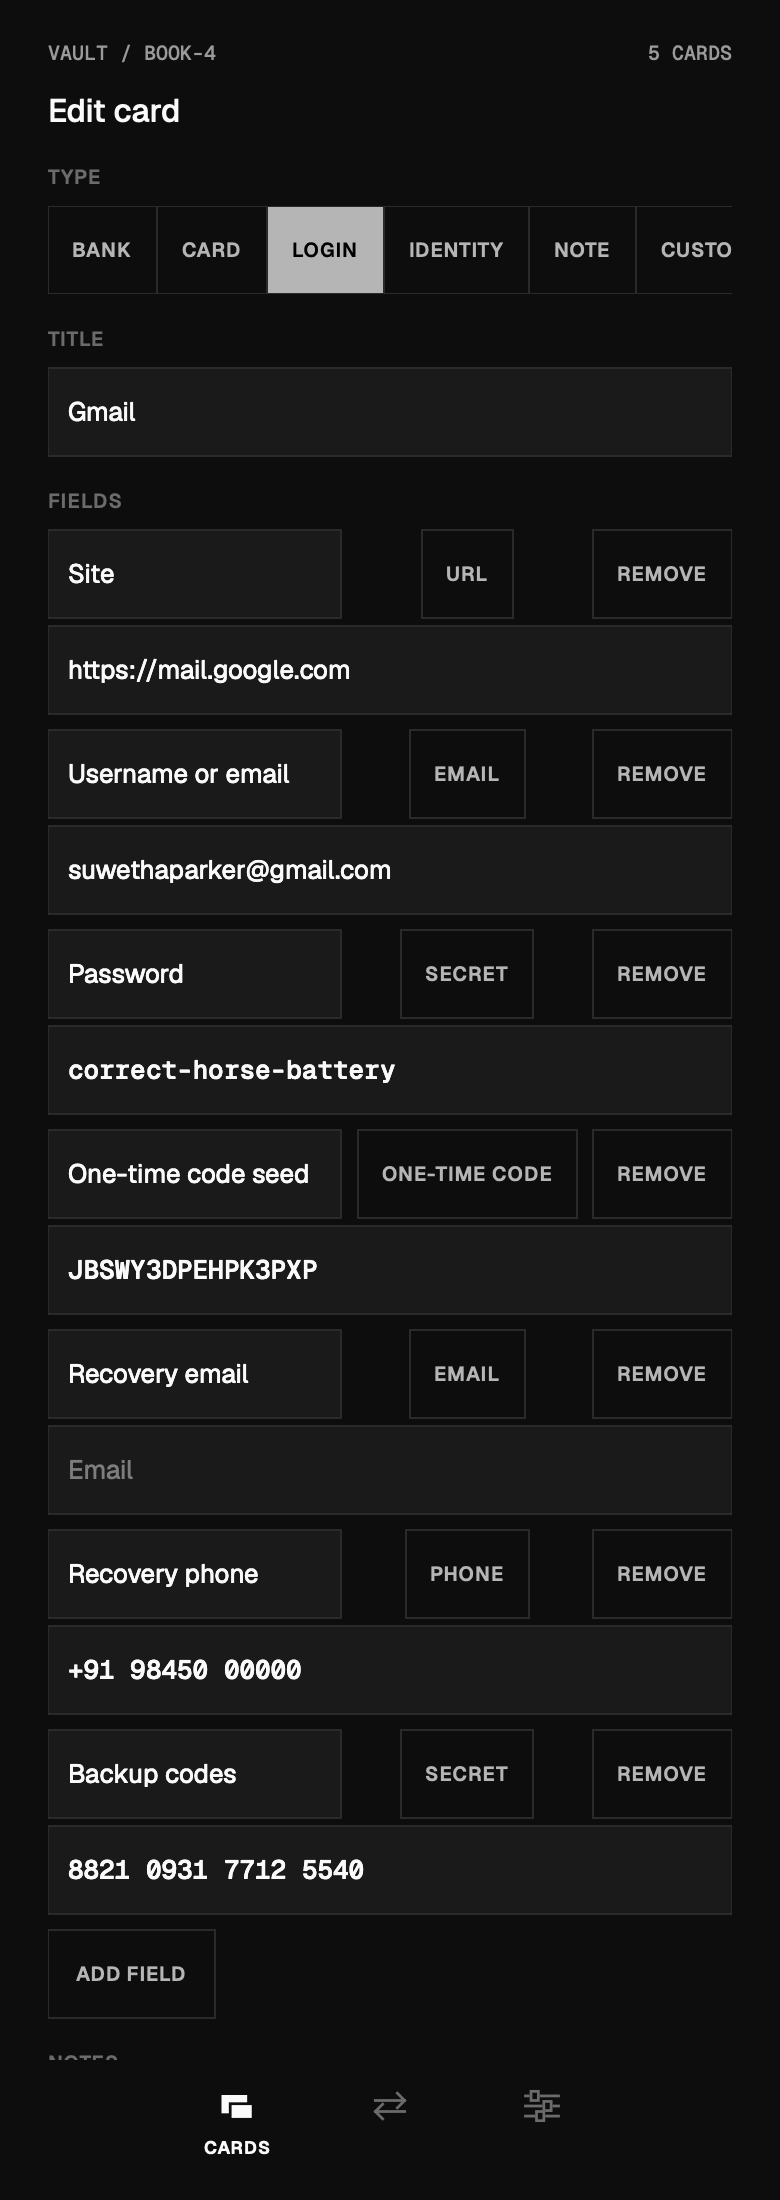 VAULT / BOOK-4 5 CARDS
Edit card
TYPE
BANK CARD LOGIN IDENTITY NOTE CUSTO
TITLE
Gmail
FIELDS
Site URL REMOVE
https://mail.google.com
Username or email EMAIL REMOVE
suwethaparker@gmail.com
Password SECRET REMOVE
correct-horse-battery
One-time code seed ONE-TIME CODE REMOVE
JBSWY3DPEHPK3PXP
Recovery email EMAIL REMOVE
Email
Recovery phone PHONE REMOVE
+91 98450 00000
Backup codes SECRET REMOVE
8821 0931 7712 5540
ADD FIELD
NOTES
CARDS